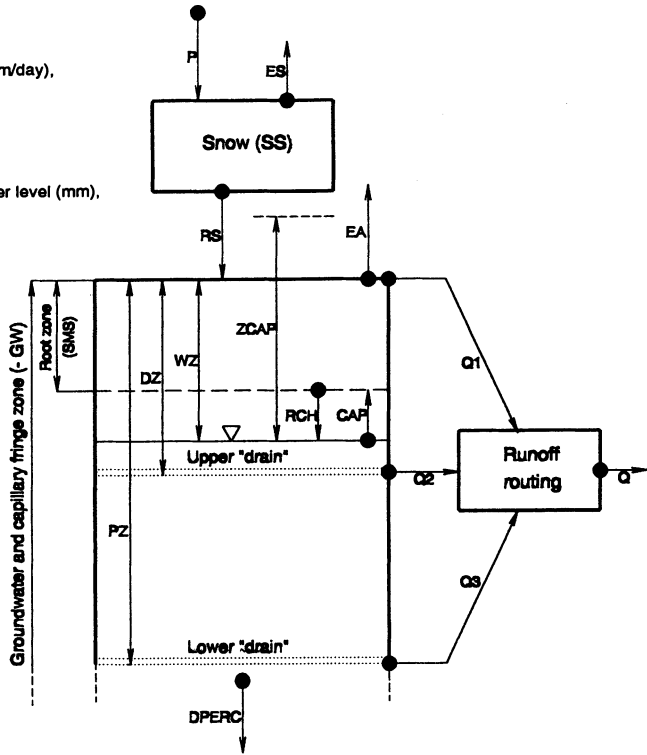 P
m/day),
ES
Snow (SS)
er level (mm),
RS
EA
Root zone
(SMS)
ZCAP
WZ
DZ
Q1
RCH
CAP
Upper "drain"
Runoff
routing
Q2
Q
PZ
Q3
Groundwater and capillary fringe zone (- GW)
Lower "drain"
DPERC